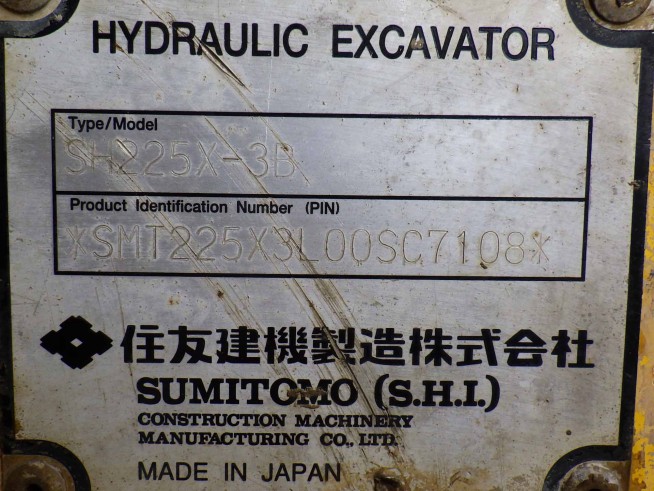 HYDRAULIC EXCAVATOR
Type/Model
SH225X-3B
Product Identification Number (PIN)
*SMT225X3L00SC7108*
住友建機製造株式会社
SUMITOMO (S.H.I.)
CONSTRUCTION MACHINERY
MANUFACTURING CO., LTD.
MADE IN JAPAN